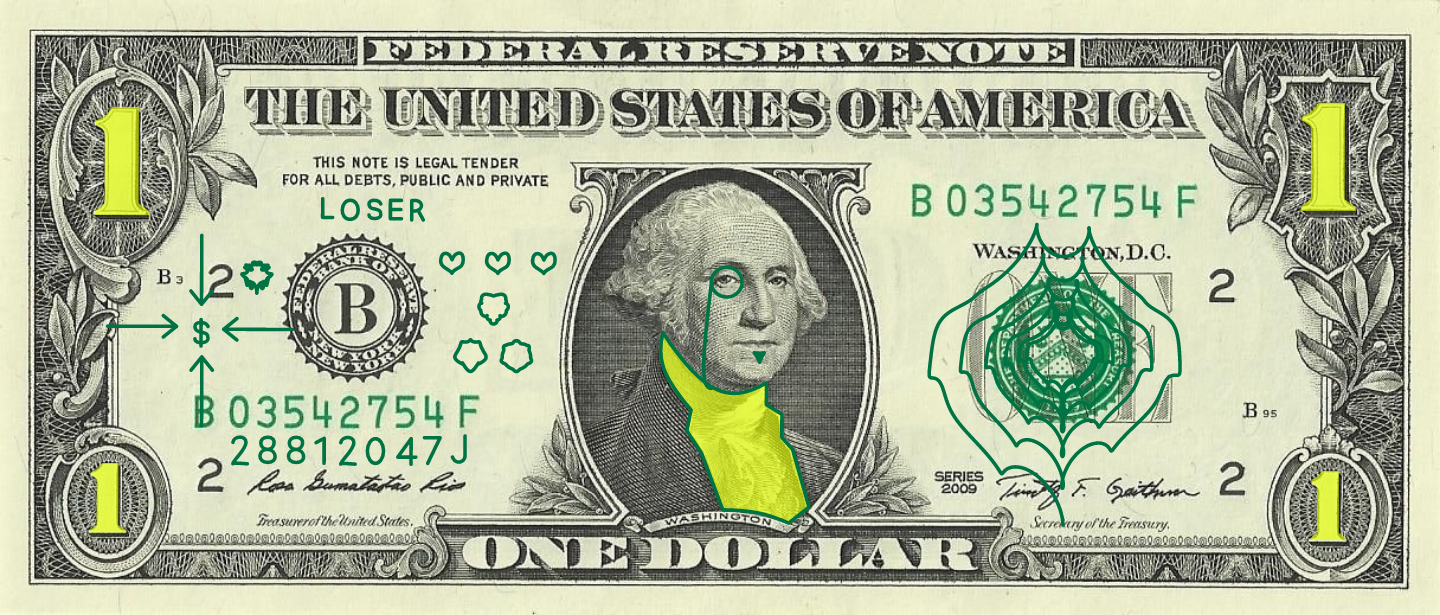 FEDERAL RESERVE NOTE
THE UNITED STATES OF AMERICA
1
1
THIS NOTE IS LEGAL TENDER
FOR ALL DEBTS, PUBLIC AND PRIVATE
LOSER
B 03542754 F
WASHINGTON, D.C.
B 3
2
2
FEDERAL RESERVE
BANK OF
B
NEW YORK
NEW YORK
$
ONE
B 03542754 F
28812047J
B 95
2
Rosa Gumataotao Rios
Treasurer of the United States.
SERIES
2009
Timothy F. Geithner
Secretary of the Treasury.
2
1
WASHINGTON
1
ONE DOLLAR